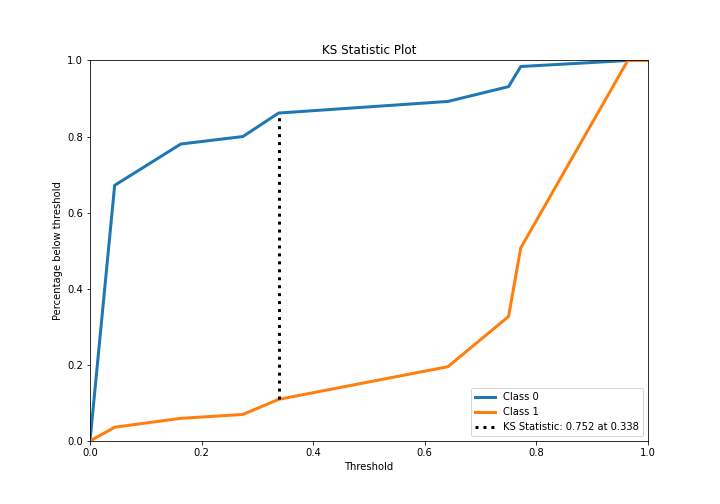 KS Statistic Plot
1.0
0.8
0.6
0.4
0.2
0.0
Percentage below threshold
0.0 0.2 0.4 0.6 0.8 1.0
Threshold
Class 0
Class 1
KS Statistic: 0.752 at 0.338